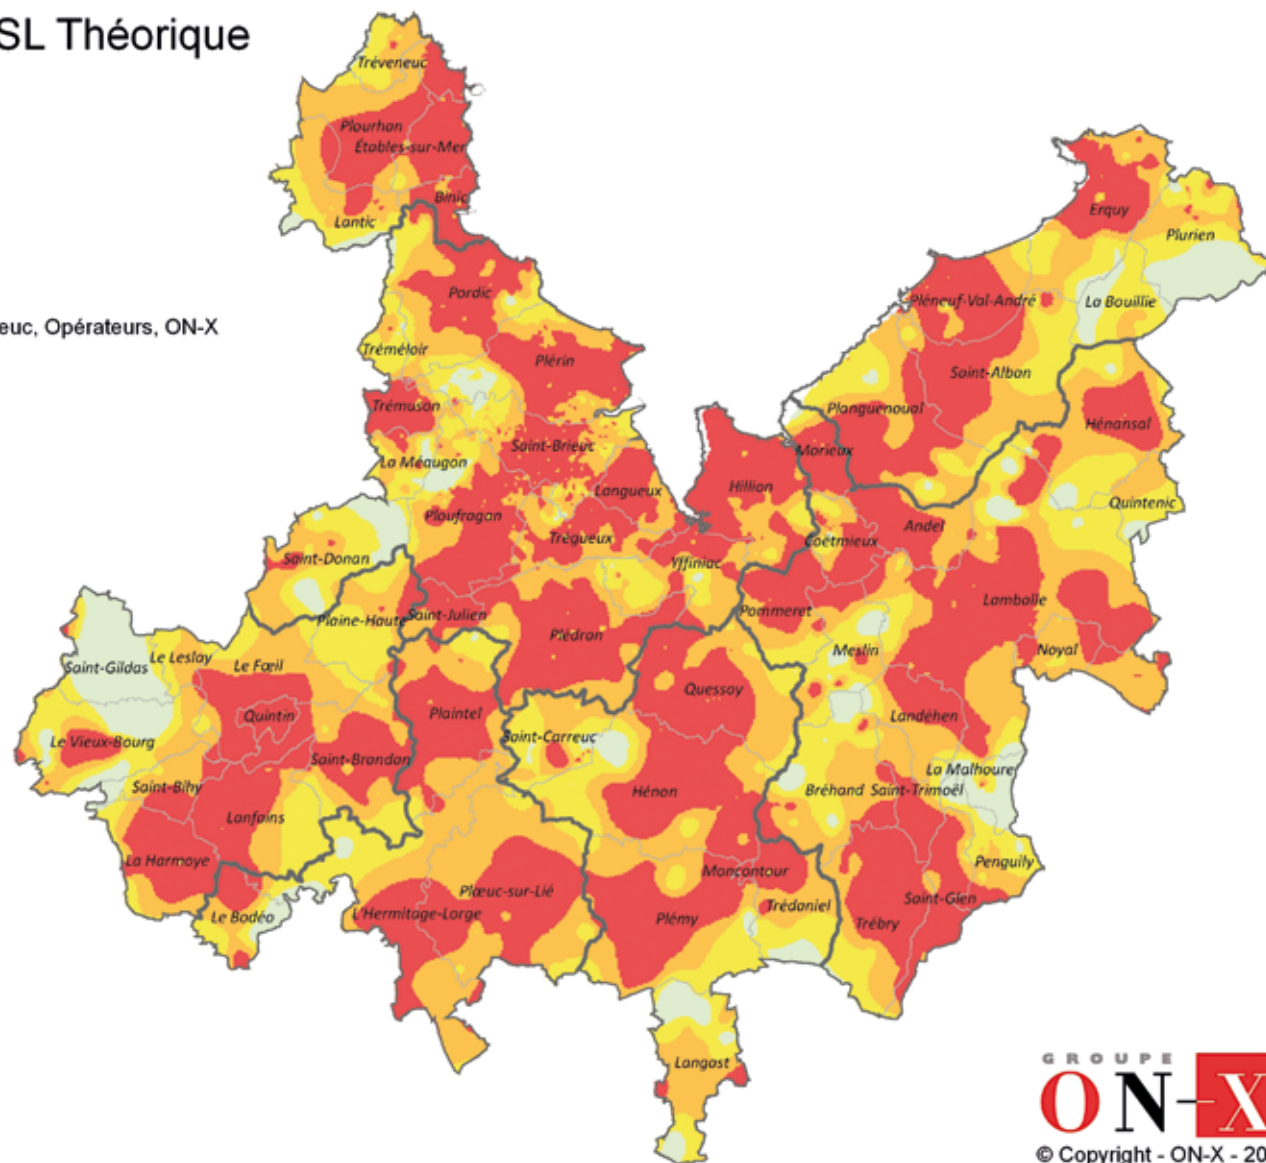 SL Théorique
Tréveneuc
Plourhan
Étables-sur-Mer
Binic
Lantic
Erquy
Plurien
Pordic
Pléneuf-Val-André
La Bouillie
euc, Opérateurs, ON-X
Tréméloir
Plérin
Saint-Alban
Trémuson
Planguenoual
Hénansal
Saint-Brieuc
Morieux
La Méaugon
Langueux
Hillion
Quintenic
Ploufragan
Andel
Trégueux
Coëtmieux
Saint-Donan
Yffiniac
Lamballe
Plaine-Haute
Saint-Julien
Pommeret
Plédran
Meslin
Noyal
Saint-Gildas
Le Leslay
Le Fœil
Quessoy
Quintin
Plaintel
Landéhen
Le Vieux-Bourg
Saint-Carreuc
Saint-Brandan
La Malhoure
Saint-Bihy
Hénon
Bréhand
Saint-Trimoël
Lanfains
La Harmoye
Moncontour
Penguily
Plœuc-sur-Lié
Saint-Glen
Le Bodéo
L'Hermitage-Lorge
Plémy
Trédaniel
Trébry
Langast
GROUPE
ON-X
© Copyright - ON-X - 20